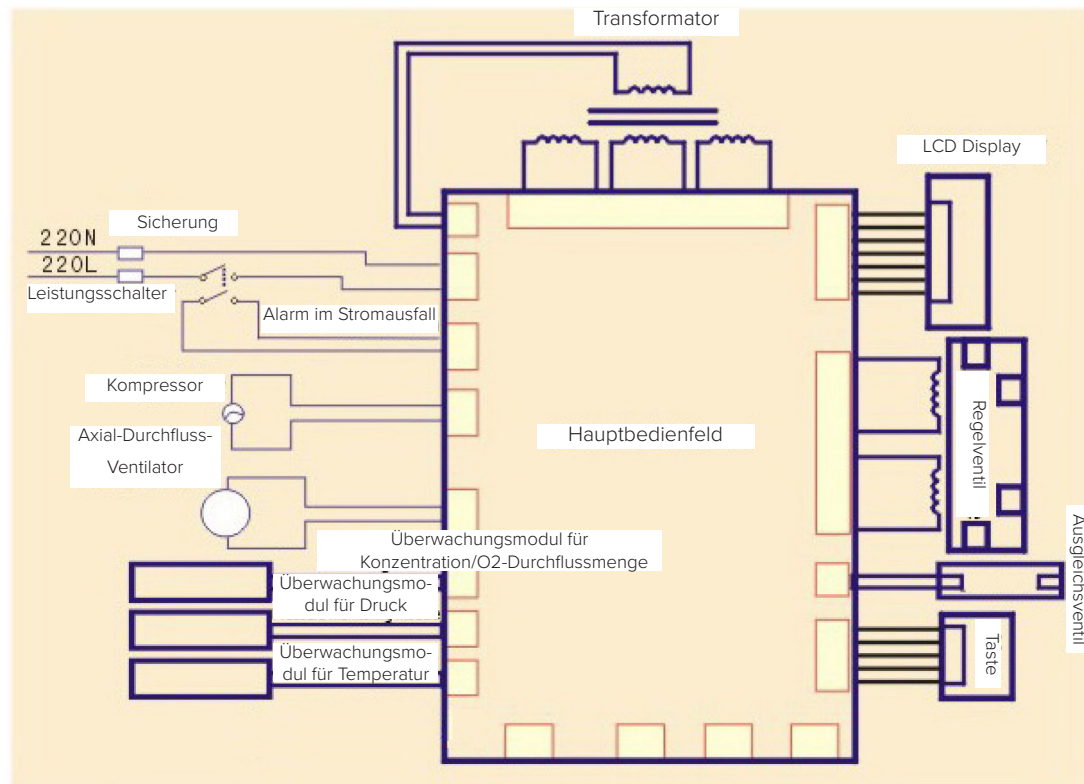 Transformator
LCD Display
Sicherung
220N
220L
Leistungsschalter
Alarm im Stromausfall
Kompressor
Axial-Durchfluss-
Ventilator
Hauptbedienfeld
Regelventil
Überwachungsmodul für
Konzentration/O2-Durchflussmenge
Ausgleichsventil
Überwachungsmo-
dul für Druck
Überwachungsmo-
dul für Temperatur
Taste